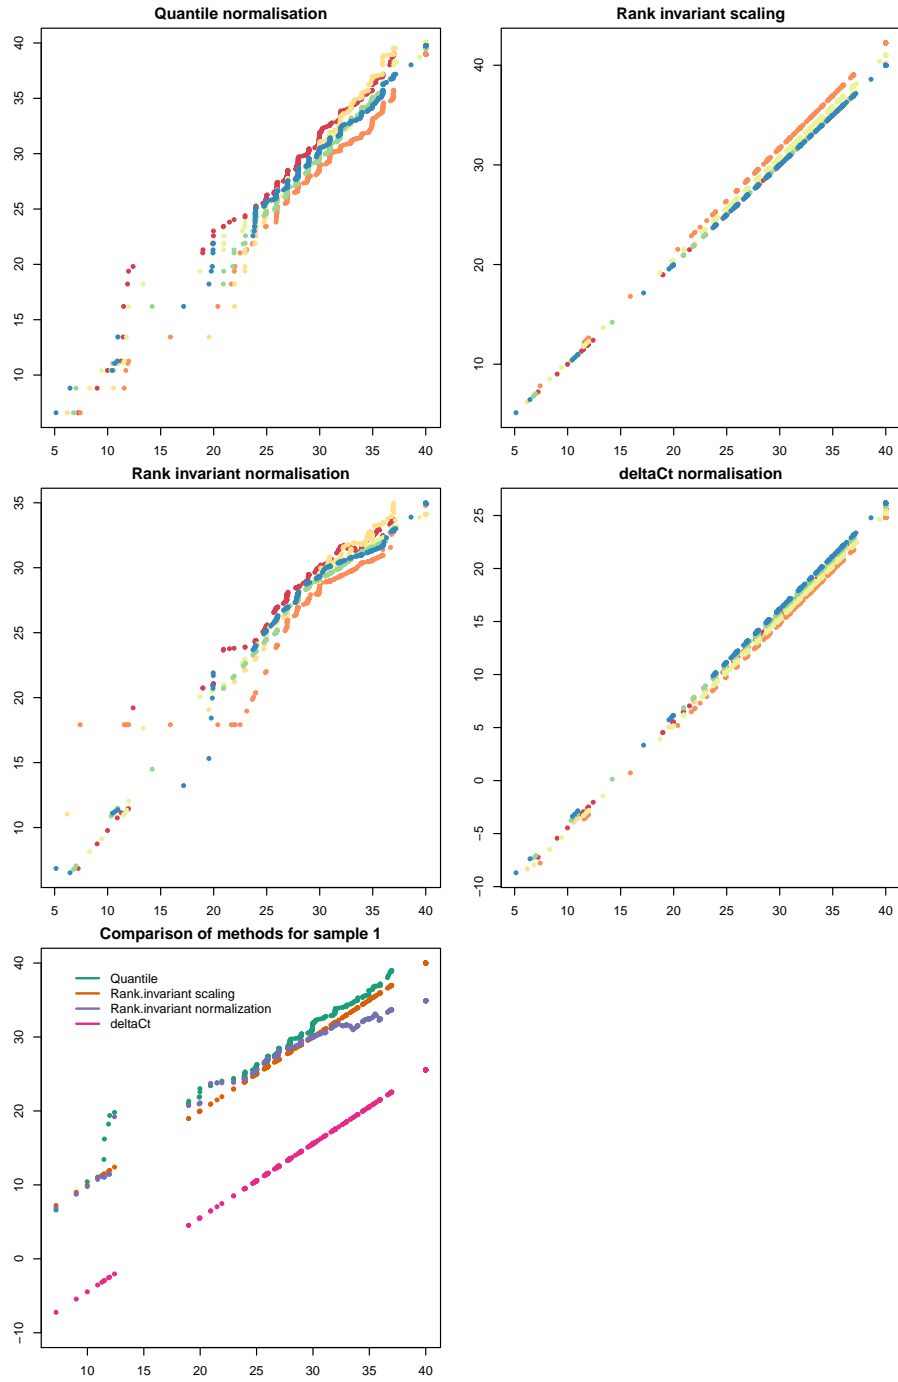 Quantile normalisation
40
35
30
25
20
15
10
5 10 15 20 25 30 35 40
Rank invariant scaling
40
30
20
10
5 10 15 20 25 30 35 40
Rank invariant normalisation
35
30
25
20
15
10
5 10 15 20 25 30 35 40
deltaCt normalisation
25
20
15
10
5
0
−5
−10
5 10 15 20 25 30 35 40
Comparison of methods for sample 1
40
30
20
10
0
−10
Quantile
Rank.invariant scaling
Rank.invariant normalization
deltaCt
10 15 20 25 30 35 40